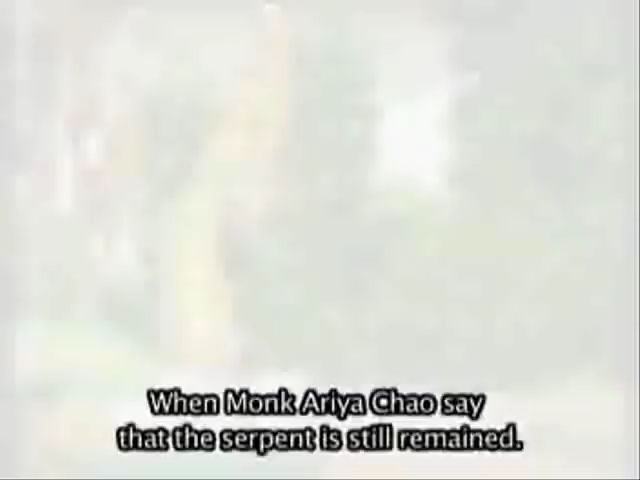 When Monk Ariya Chao say
that the serpent is still remained.